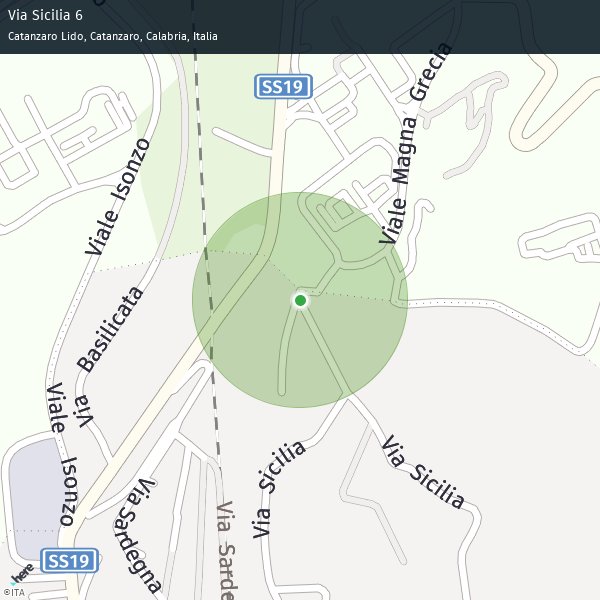 Via Sicilia 6
Catanzaro Lido, Catanzaro, Calabria, Italia
SS19
Viale Magna Grecia
Viale Isonzo
Via Basilicata
Viale Isonzo
Via Sicilia
Via Sicilia
Via Sardegna
Via Sarde
SS19
here
©ITA